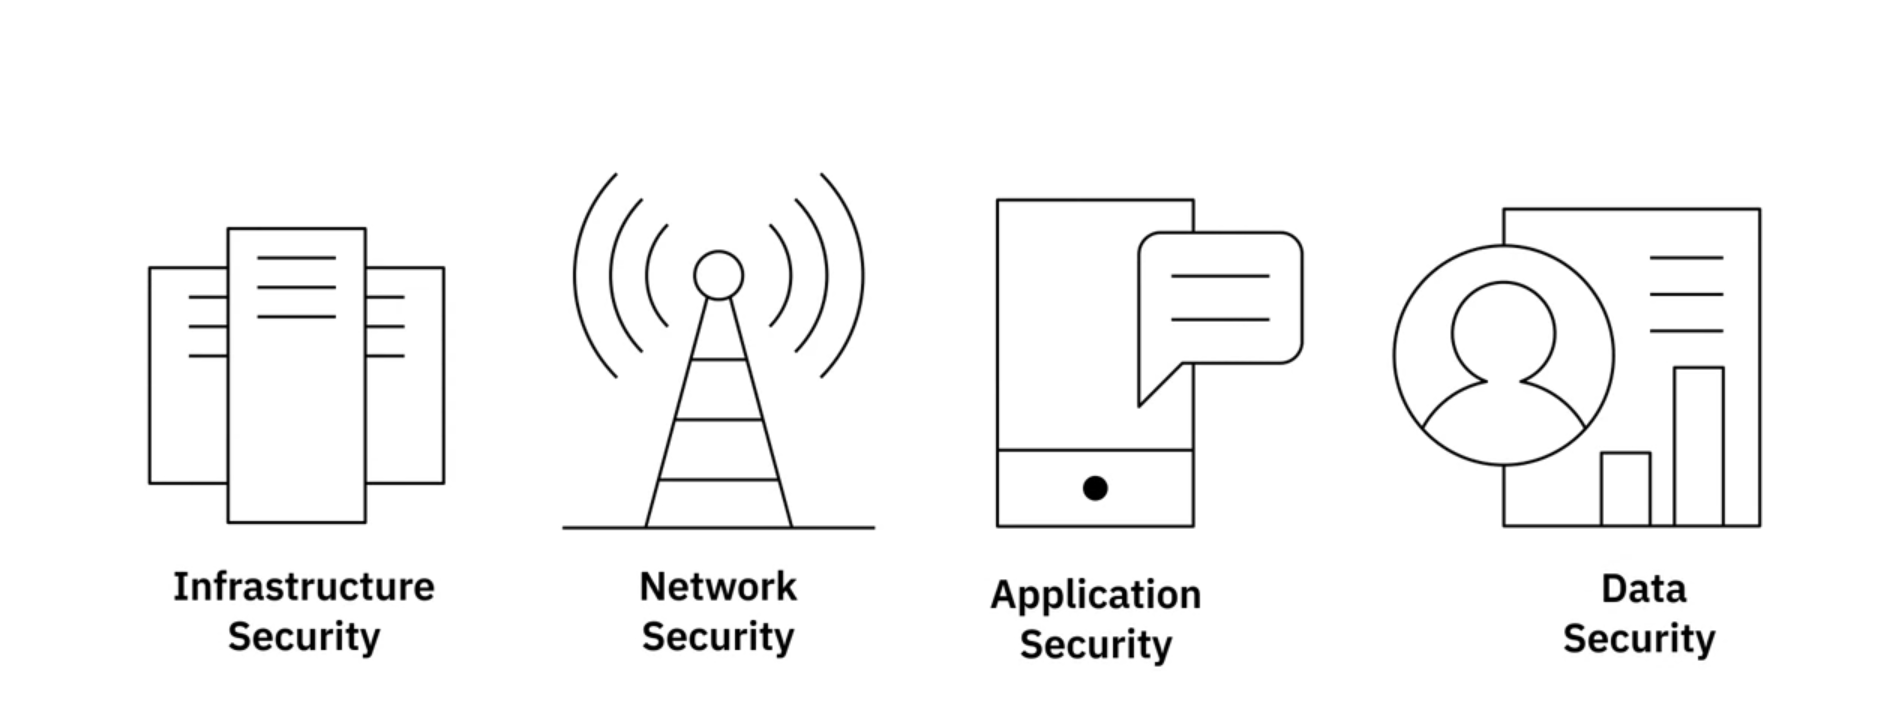 Infrastructure
Security
Network
Security
Application
Security
Data
Security